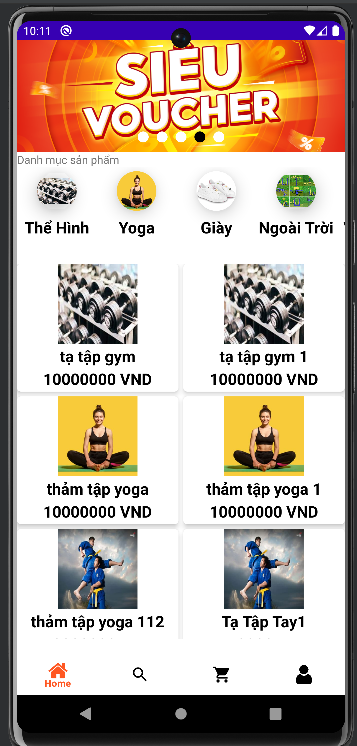 10:11
SIÊU
VOUCHER
%
Danh mục sản phẩm
Thể Hình
Yoga
Giày
Ngoài Trời
tạ tập gym
10000000 VND
tạ tập gym 1
10000000 VND
thảm tập yoga
10000000 VND
thảm tập yoga 1
10000000 VND
thảm tập yoga 112
Tạ Tập Tay1
Home